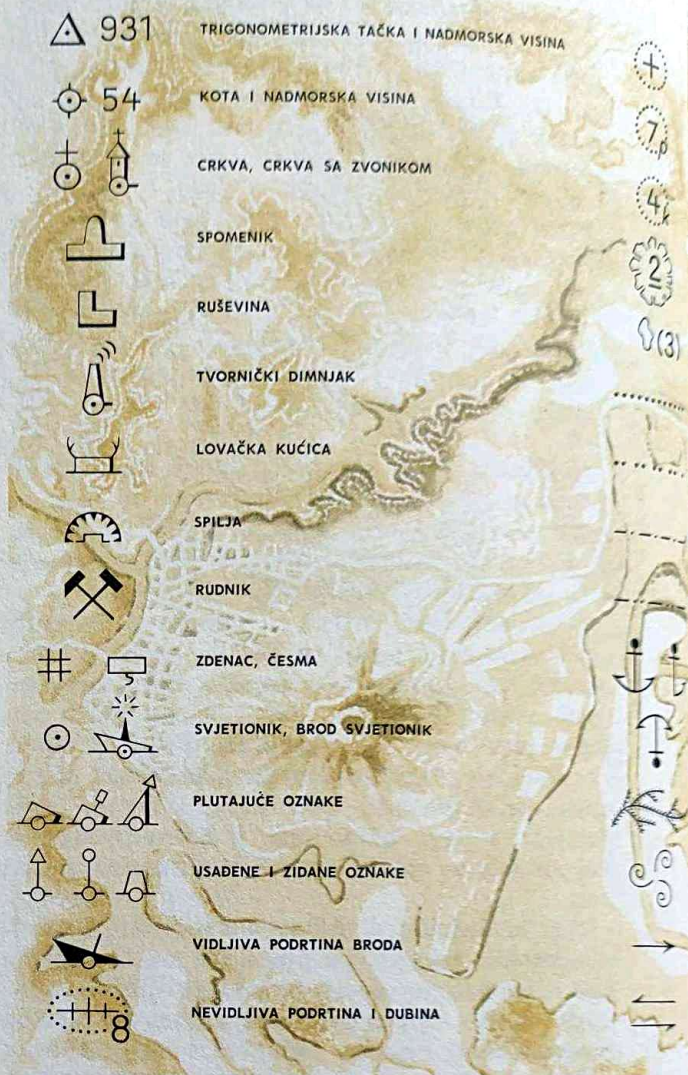 931 TRIGONOMETRIJSKA TAČKA I NADMORSKA VISINA
54 KOTA I NADMORSKA VISINA
CRKVA, CRKVA SA ZVONIKOM
SPOMENIK
RUŠEVINA
TVORNIČKI DIMNJAK
LOVAČKA KUĆICA
SPILJA
RUDNIK
ZDENAC, ČESMA
SVJETIONIK, BROD SVJETIONIK
PLUTAJUĆE OZNAKE
USAĐENE I ZIDANE OZNAKE
VIDLJIVA PODRTINA BRODA
8 NEVIDLJIVA PODRTINA I DUBINA
7p
4k
2
(3)